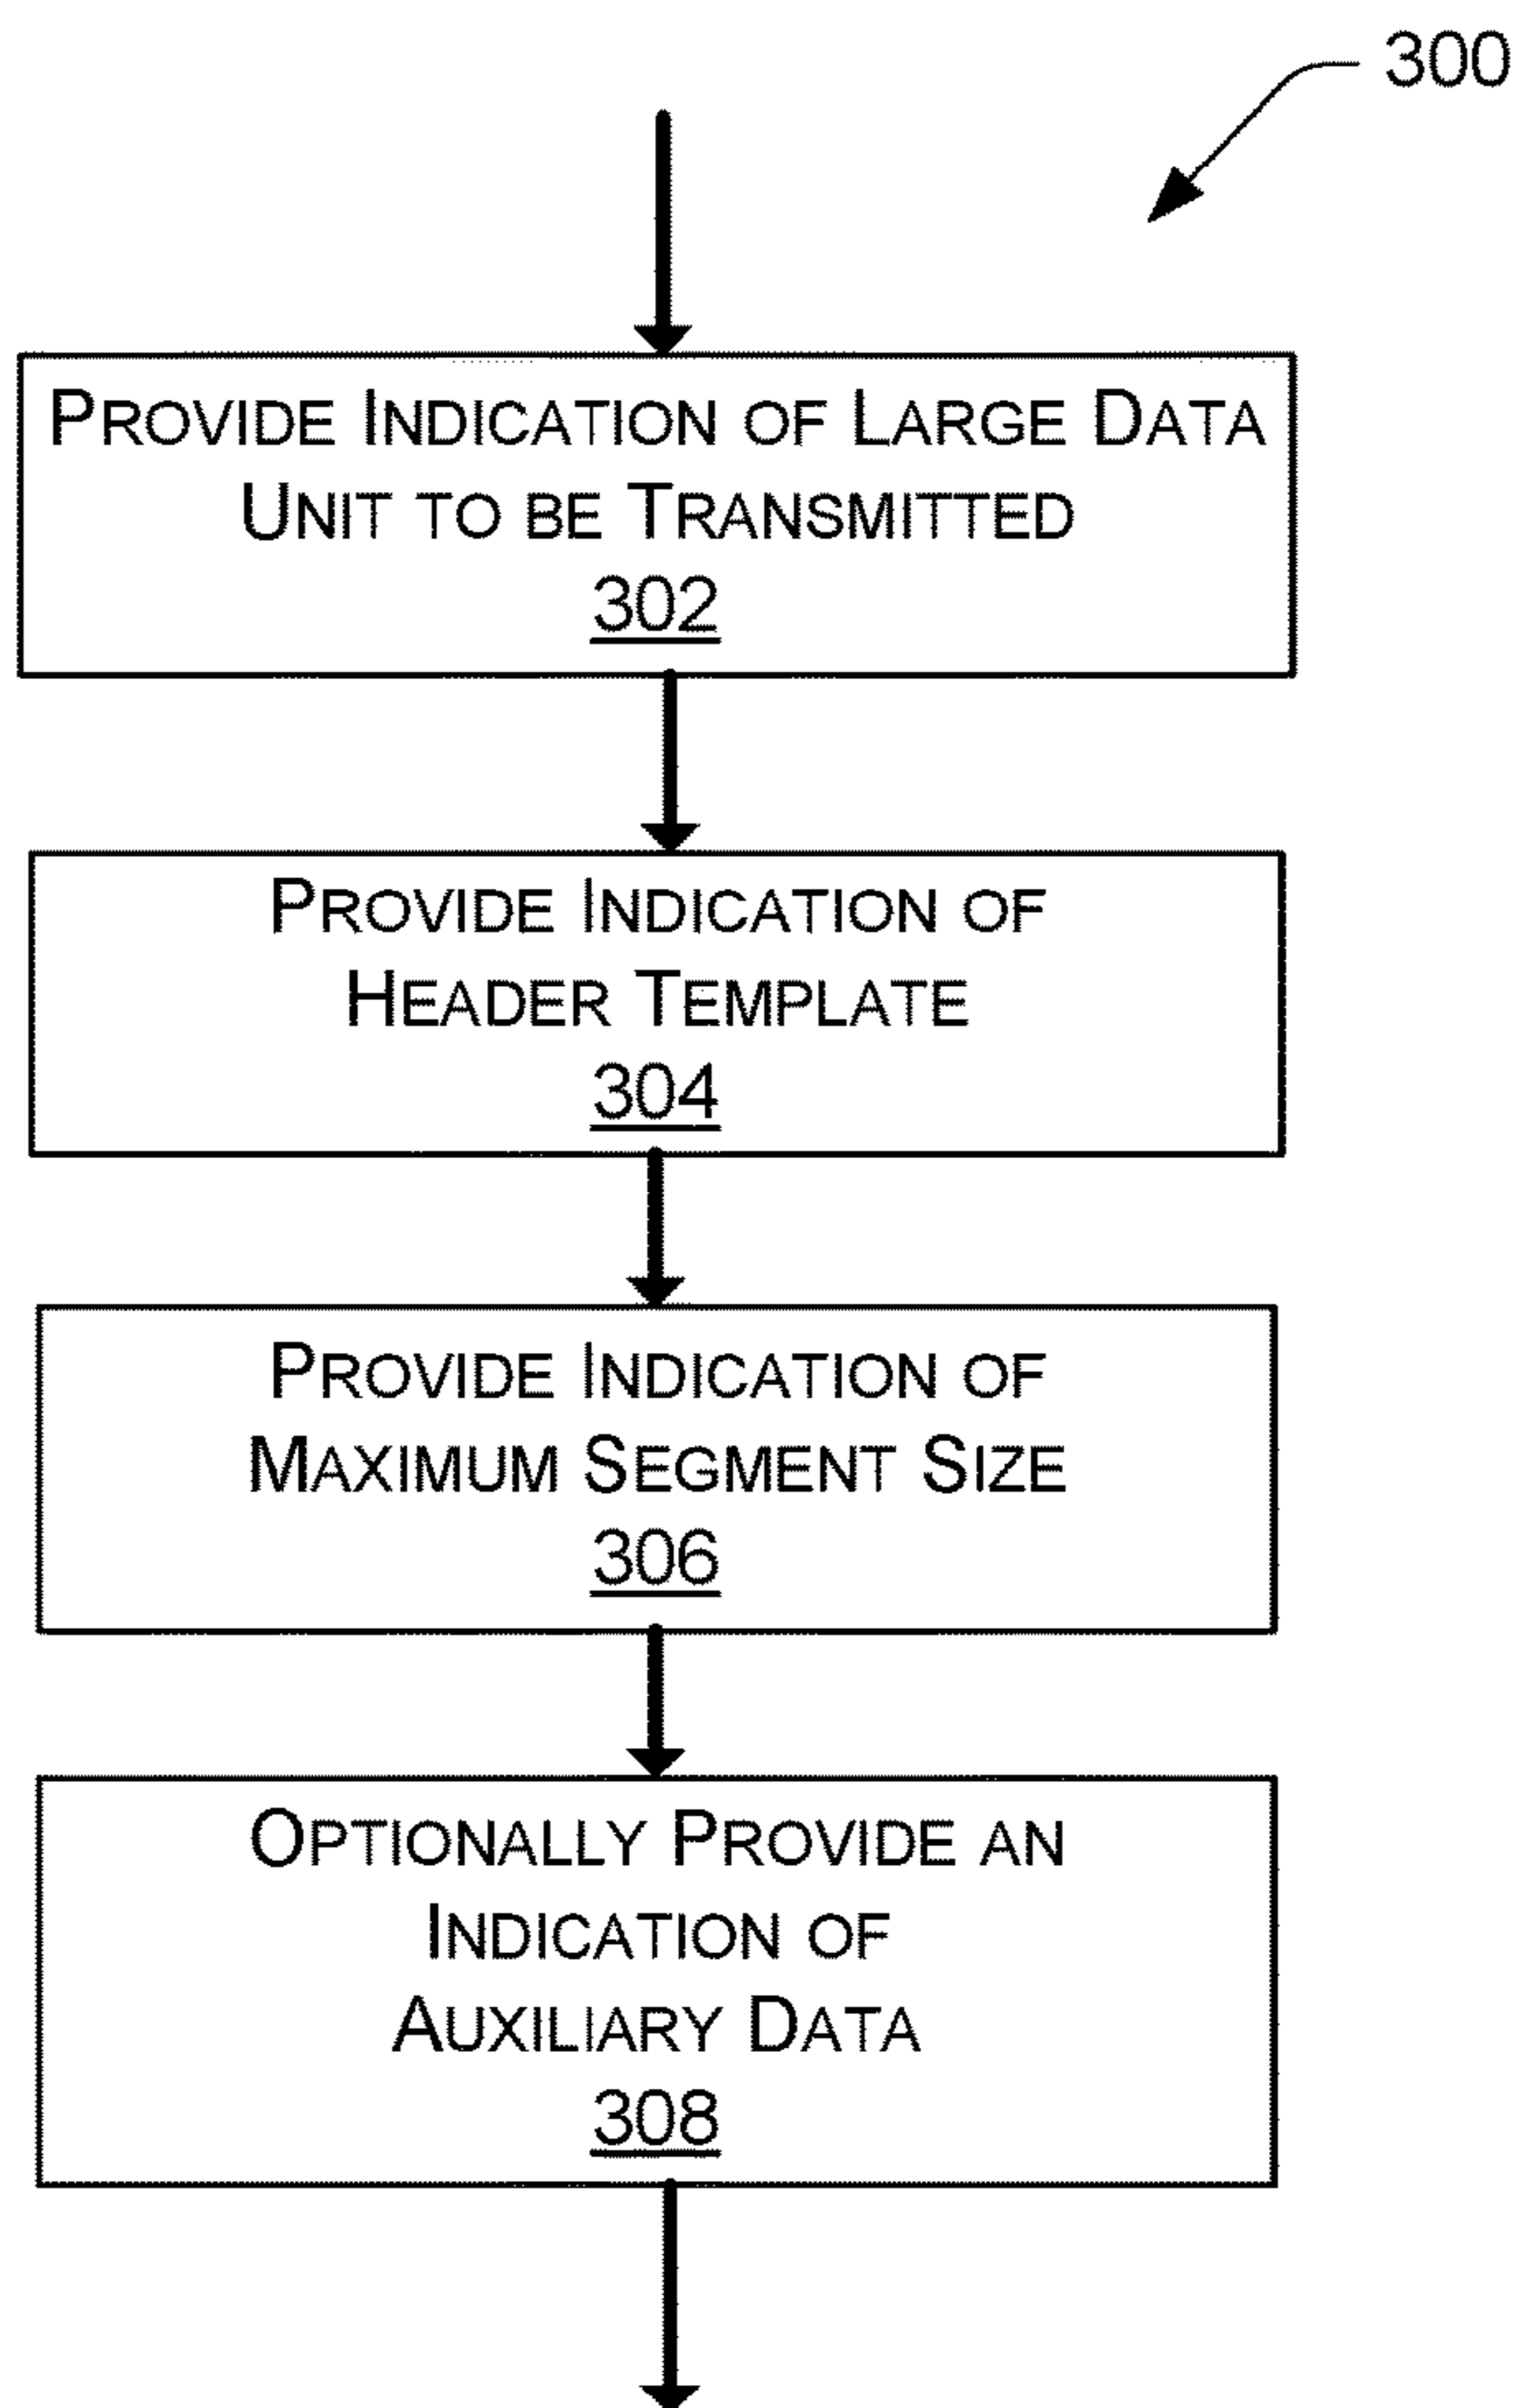 300
PROVIDE INDICATION OF LARGE DATA
UNIT TO BE TRANSMITTED
302
PROVIDE INDICATION OF
HEADER TEMPLATE
304
PROVIDE INDICATION OF
MAXIMUM SEGMENT SIZE
306
OPTIONALLY PROVIDE AN
INDICATION OF
AUXILIARY DATA
308